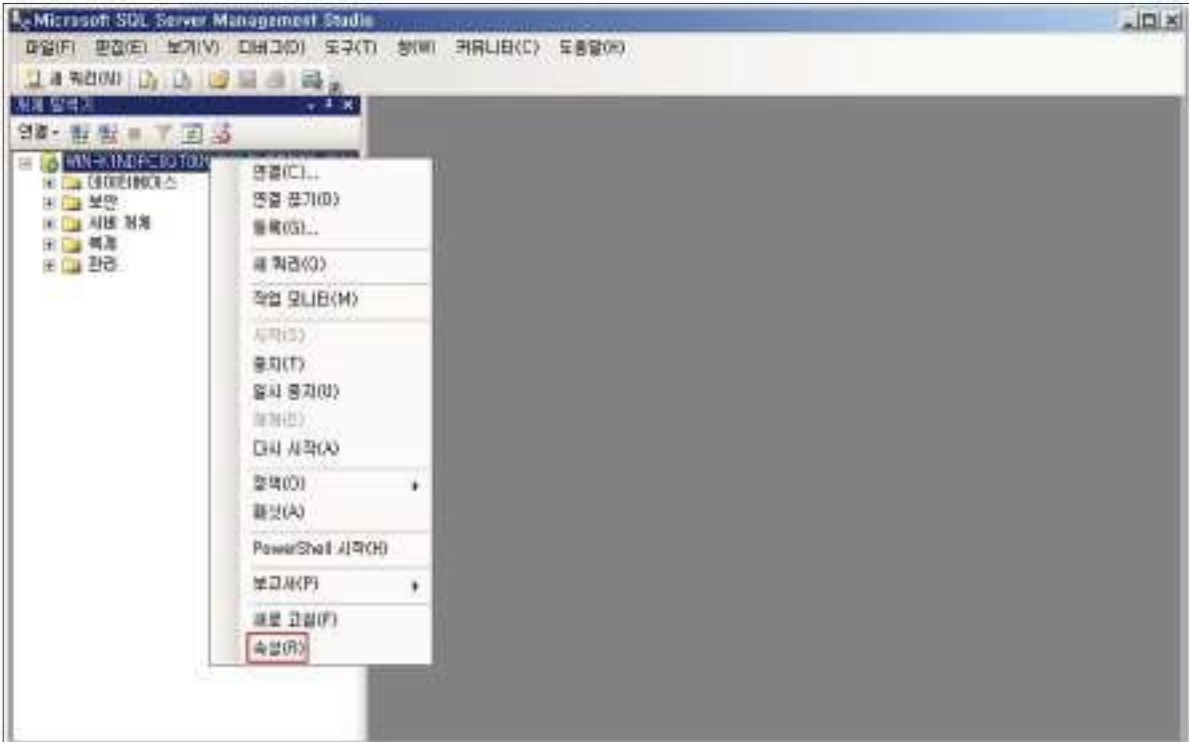 Microsoft SQL Server Management Studio
파일(F) 편집(E) 보기(V) 디버그(D) 도구(T) 창(W) 커뮤니티(C) 도움말(H)
새 쿼리(N)
개체 탐색기
연결
데이터베이스
보안
서버 개체
복제
관리
연결(C)...
연결 끊기(D)
등록(G)...
새 쿼리(Q)
작업 모니터(M)
시작(S)
중지(T)
일시 중지(U)
재개(E)
다시 시작(A)
정책(O)
패싯(A)
PowerShell 시작(H)
보고서(P)
새로 고침(F)
속성(R)